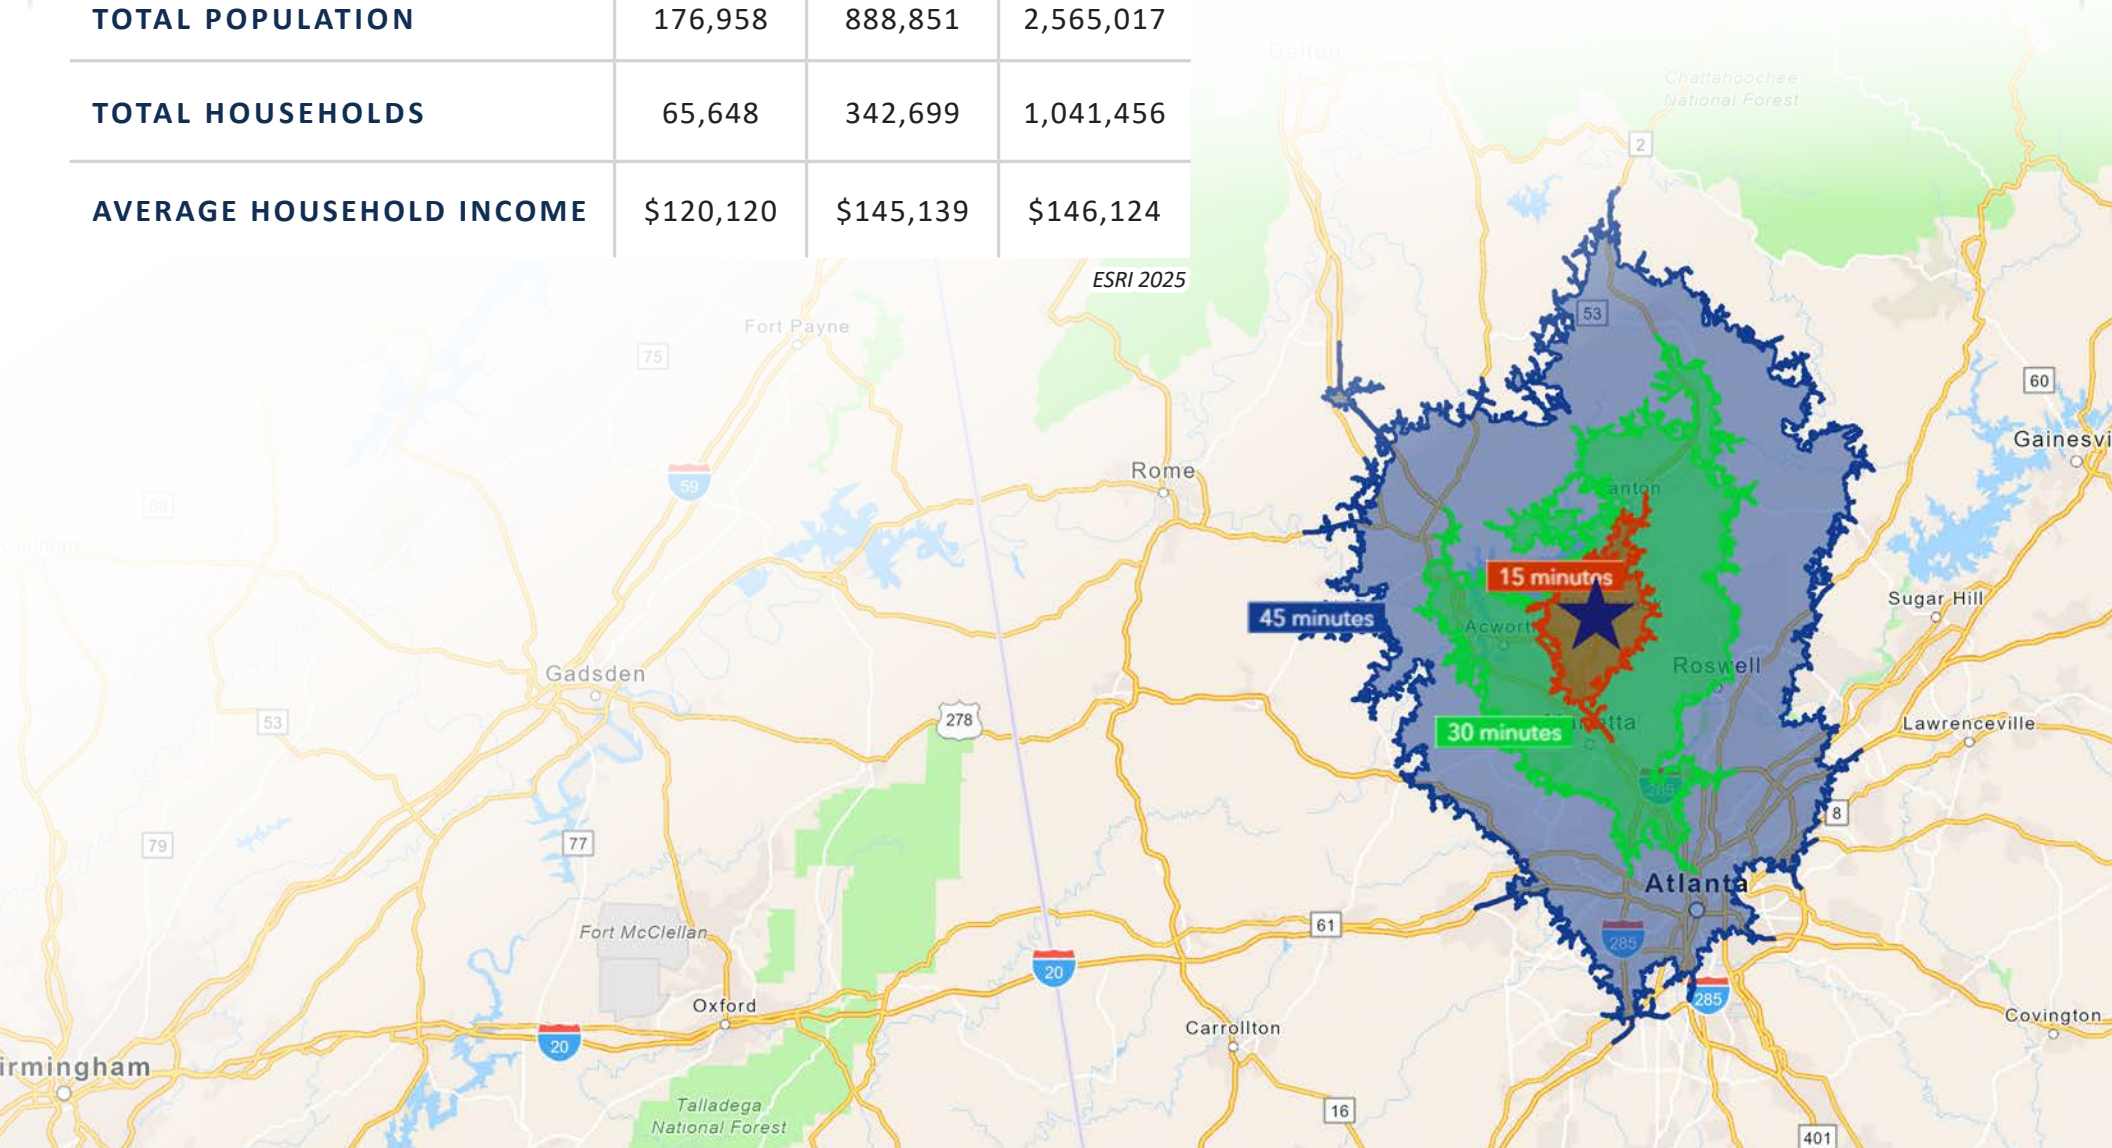 TOTAL POPULATION 176,958 888,851 2,565,017
TOTAL HOUSEHOLDS 65,648 342,699 1,041,456
AVERAGE HOUSEHOLD INCOME $120,120 $145,139 $146,124
ESRI 2025
Dalton
Chattahoochee
National Forest
2
53
Fort Payne
75
60
Gainesvi
Rome
59
69
anton
Cullman
15 minutes
Sugar Hill
45 minutes
Acwort
Roswell
Gadsden
278
53
30 minutes
Lawrenceville
285
8
77
79
Atlanta
61
Fort McClellan
285
20
285
Oxford
Covington
Carrollton
20
irmingham
Talladega
National Forest
16
401